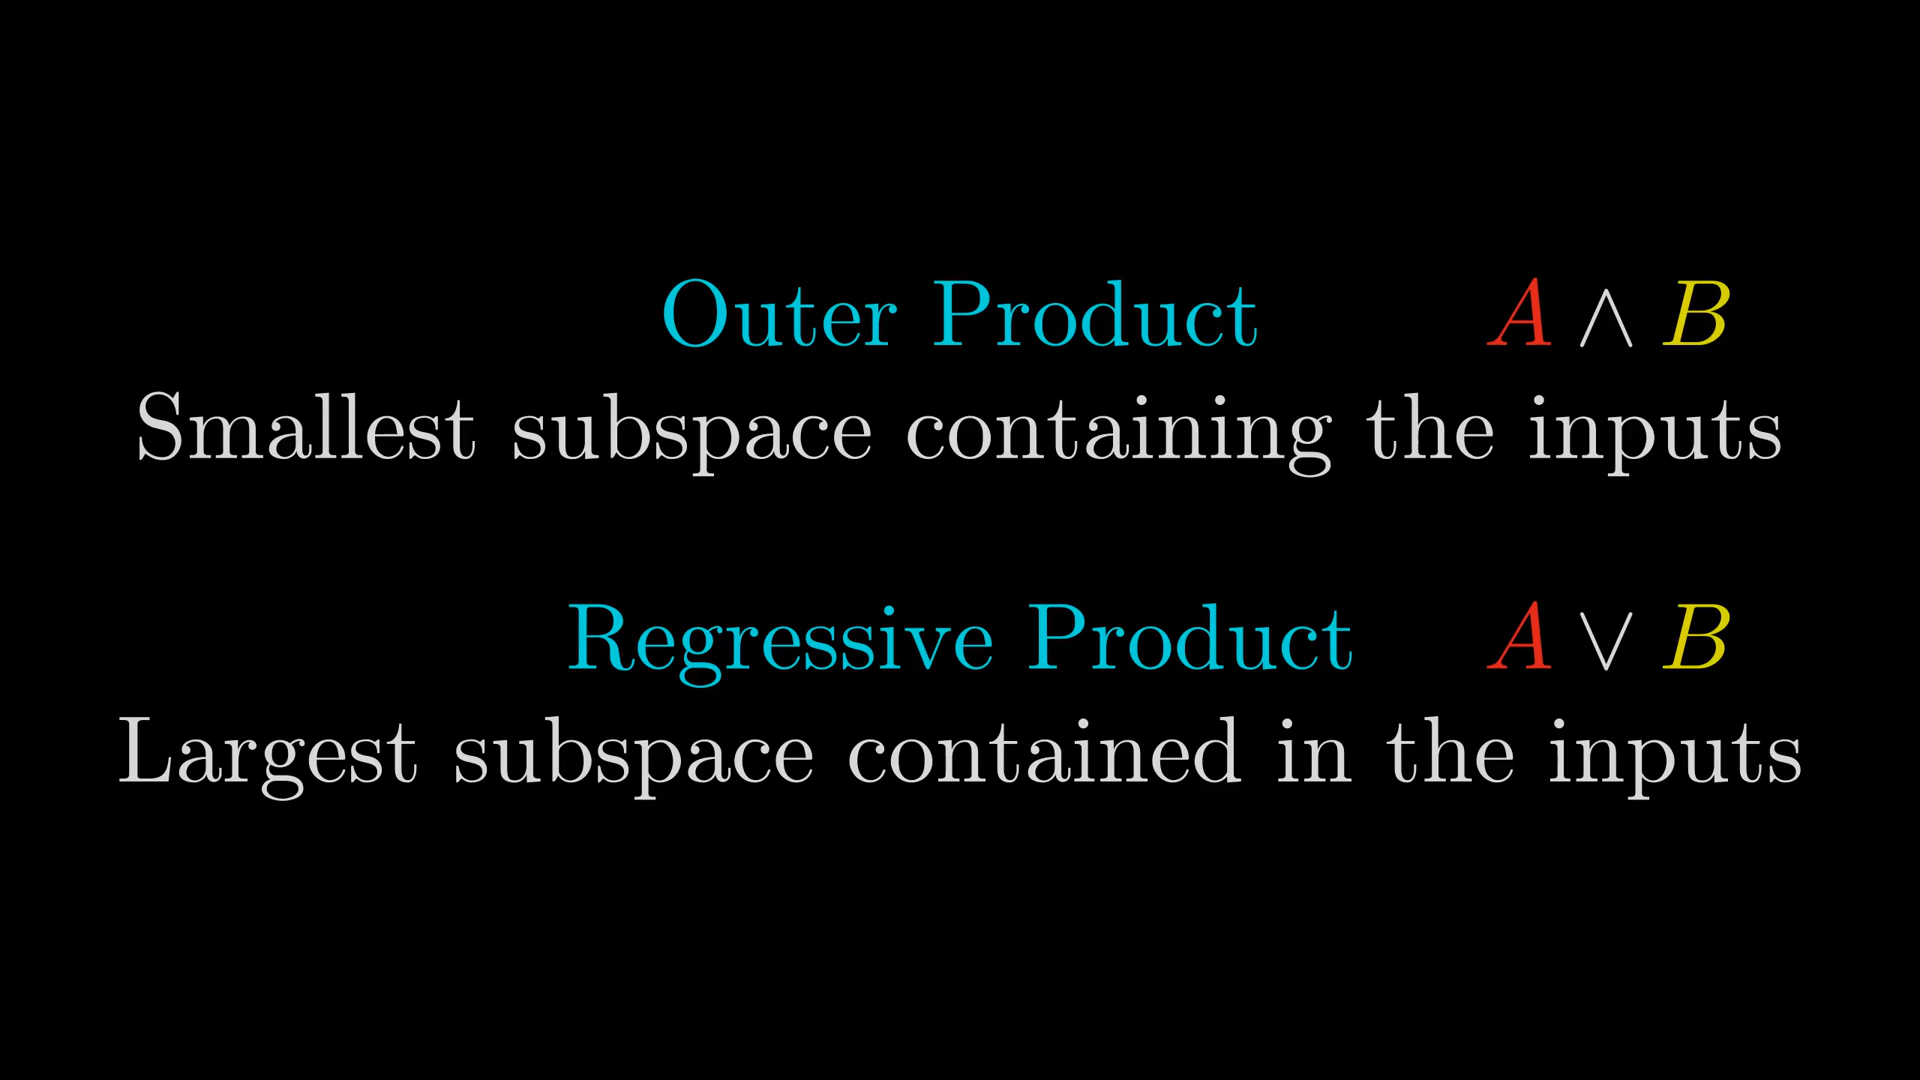 Outer Product A ∧ B
Smallest subspace containing the inputs
Regressive Product A ∨ B
Largest subspace contained in the inputs